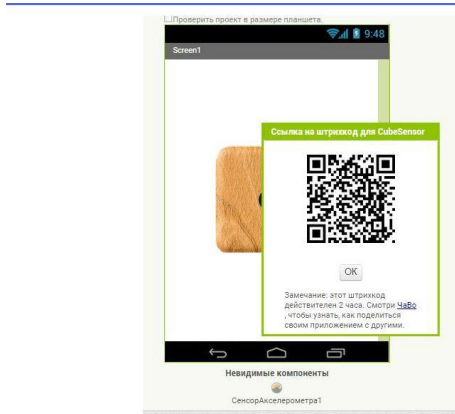 Проверить проект в размере планшета.
9:48
Screen1
Ссылка на штрихкод для CubeSensor
OK
Замечание: этот штрихкод
действителен 2 часа. Смотри ЧаВо
, чтобы узнать, как поделиться
своим приложением с другими.
Невидимые компоненты
СенсорАкселерометра1